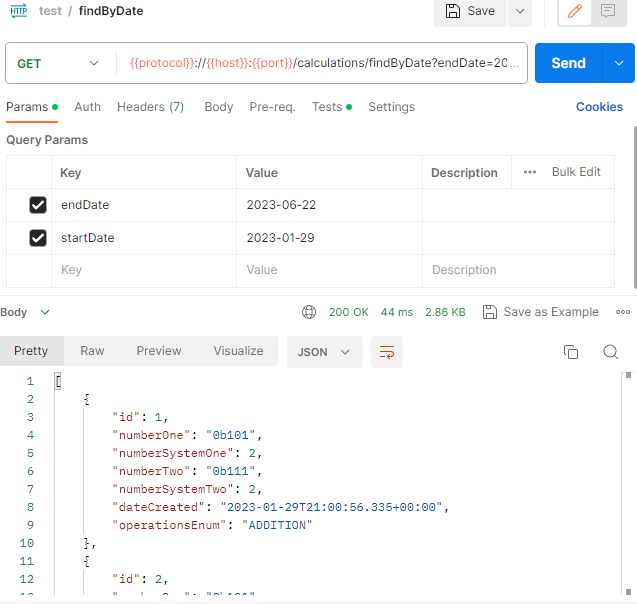 HTTP test / findByDate Save
GET {{protocol}}://{{host}}:{{port}}/calculations/findByDate?endDate=20... Send
Params Auth Headers (7) Body Pre-req. Tests Settings Cookies
Query Params
Key Value Description ••• Bulk Edit
endDate 2023-06-22
startDate 2023-01-29
Key Value Description
Body 200 OK 44 ms 2.86 KB Save as Example
Pretty Raw Preview Visualize JSON
1 [
2 {
3 "id": 1,
4 "numberOne": "0b101",
5 "numberSystemOne": 2,
6 "numberTwo": "0b111",
7 "numberSystemTwo": 2,
8 "dateCreated": "2023-01-29T21:00:56.335+00:00",
9 "operationsEnum": "ADDITION"
10 },
11 {
12 "id": 2,